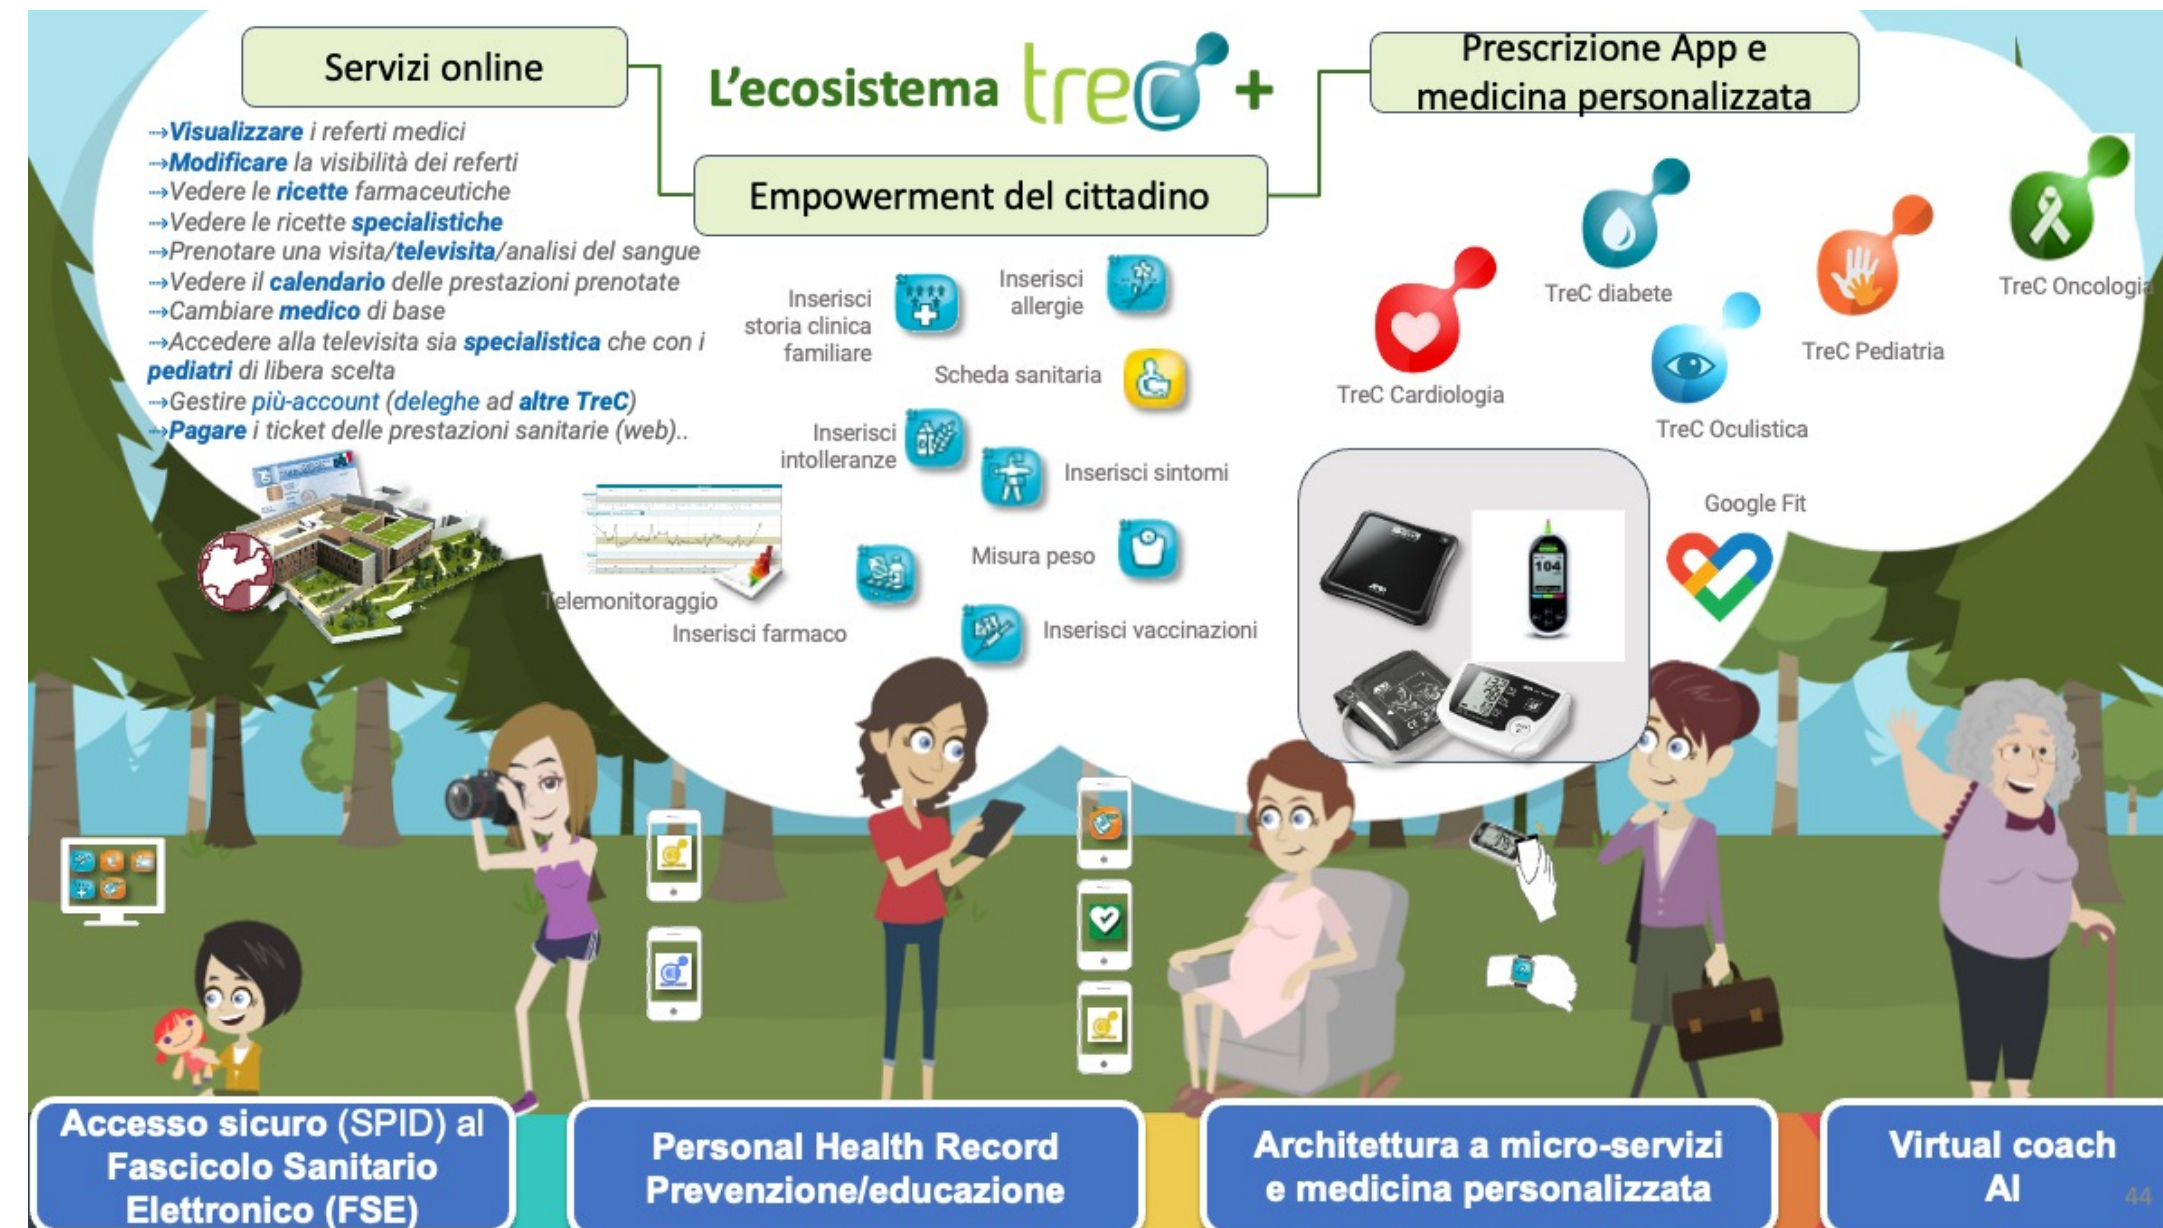 Servizi online
L'ecosistema trec +
Prescrizione App e
medicina personalizzata
Empowerment del cittadino
⤑Visualizzare i referti medici
⤑Modificare la visibilità dei referti
⤑Vedere le ricette farmaceutiche
⤑Vedere le ricette specialistiche
⤑Prenotare una visita/televisita/analisi del sangue
⤑Vedere il calendario delle prestazioni prenotate
⤑Cambiare medico di base
⤑Accedere alla televisita sia specialistica che con i
pediatri di libera scelta
⤑Gestire più-account (deleghe ad altre TreC)
⤑Pagare i ticket delle prestazioni sanitarie (web)..
Inserisci
storia clinica
familiare
Inserisci
allergie
Scheda sanitaria
Inserisci
intolleranze
Inserisci sintomi
Misura peso
Telemonitoraggio
Inserisci farmaco
Inserisci vaccinazioni
TreC Cardiologia
TreC diabete
TreC Oculistica
TreC Pediatria
TreC Oncologia
Google Fit
104
Accesso sicuro (SPID) al
Fascicolo Sanitario
Elettronico (FSE)
Personal Health Record
Prevenzione/educazione
Architettura a micro-servizi
e medicina personalizzata
Virtual coach
AI
44